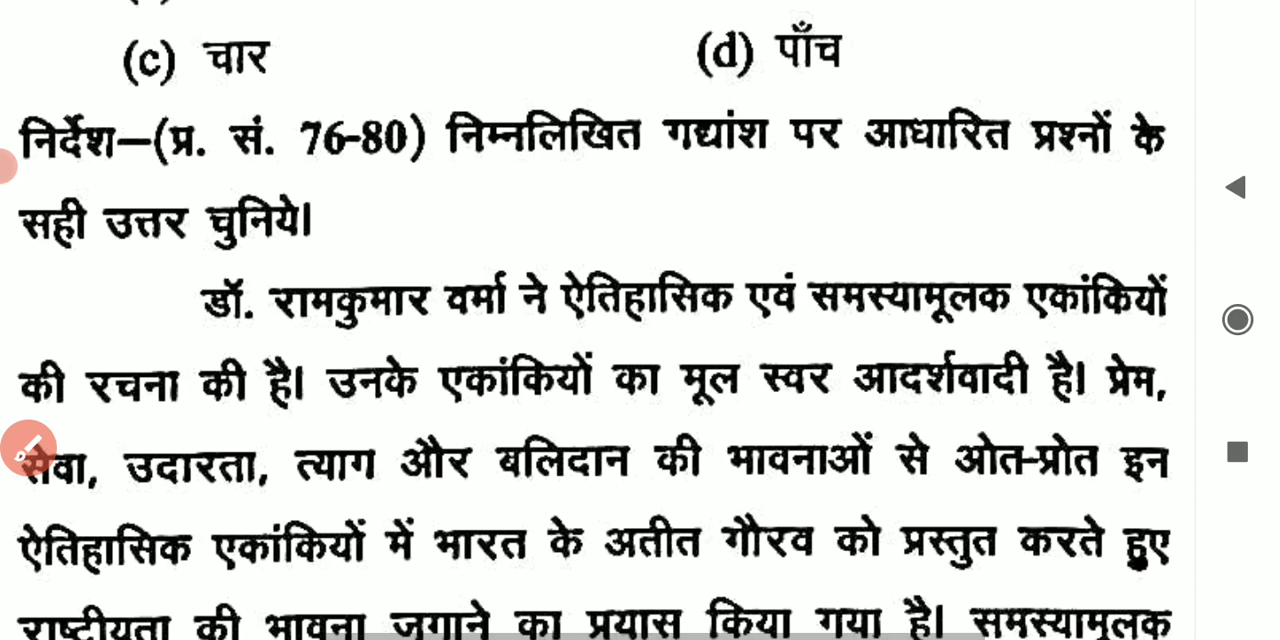 (c) चार (d) पाँच
निर्देश—(प्र. सं. 76-80) निम्नलिखित गद्यांश पर आधारित प्रश्नों के
सही उत्तर चुनिये।
डॉ. रामकुमार वर्मा ने ऐतिहासिक एवं समस्यामूलक एकांकियों
की रचना की है। उनके एकांकियों का मूल स्वर आदर्शवादी है। प्रेम,
सेवा, उदारता, त्याग और बलिदान की भावनाओं से ओत-प्रोत इन
ऐतिहासिक एकांकियों में भारत के अतीत गौरव को प्रस्तुत करते हुए
राष्ट्रीयता की भावना जगाने का प्रयास किया गया है। समस्यामूलक